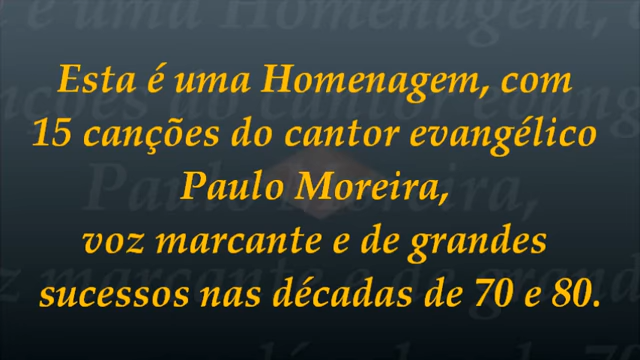 Esta é uma Homenagem, com
15 canções do cantor evangélico
Paulo Moreira,
voz marcante e de grandes
sucessos nas décadas de 70 e 80.